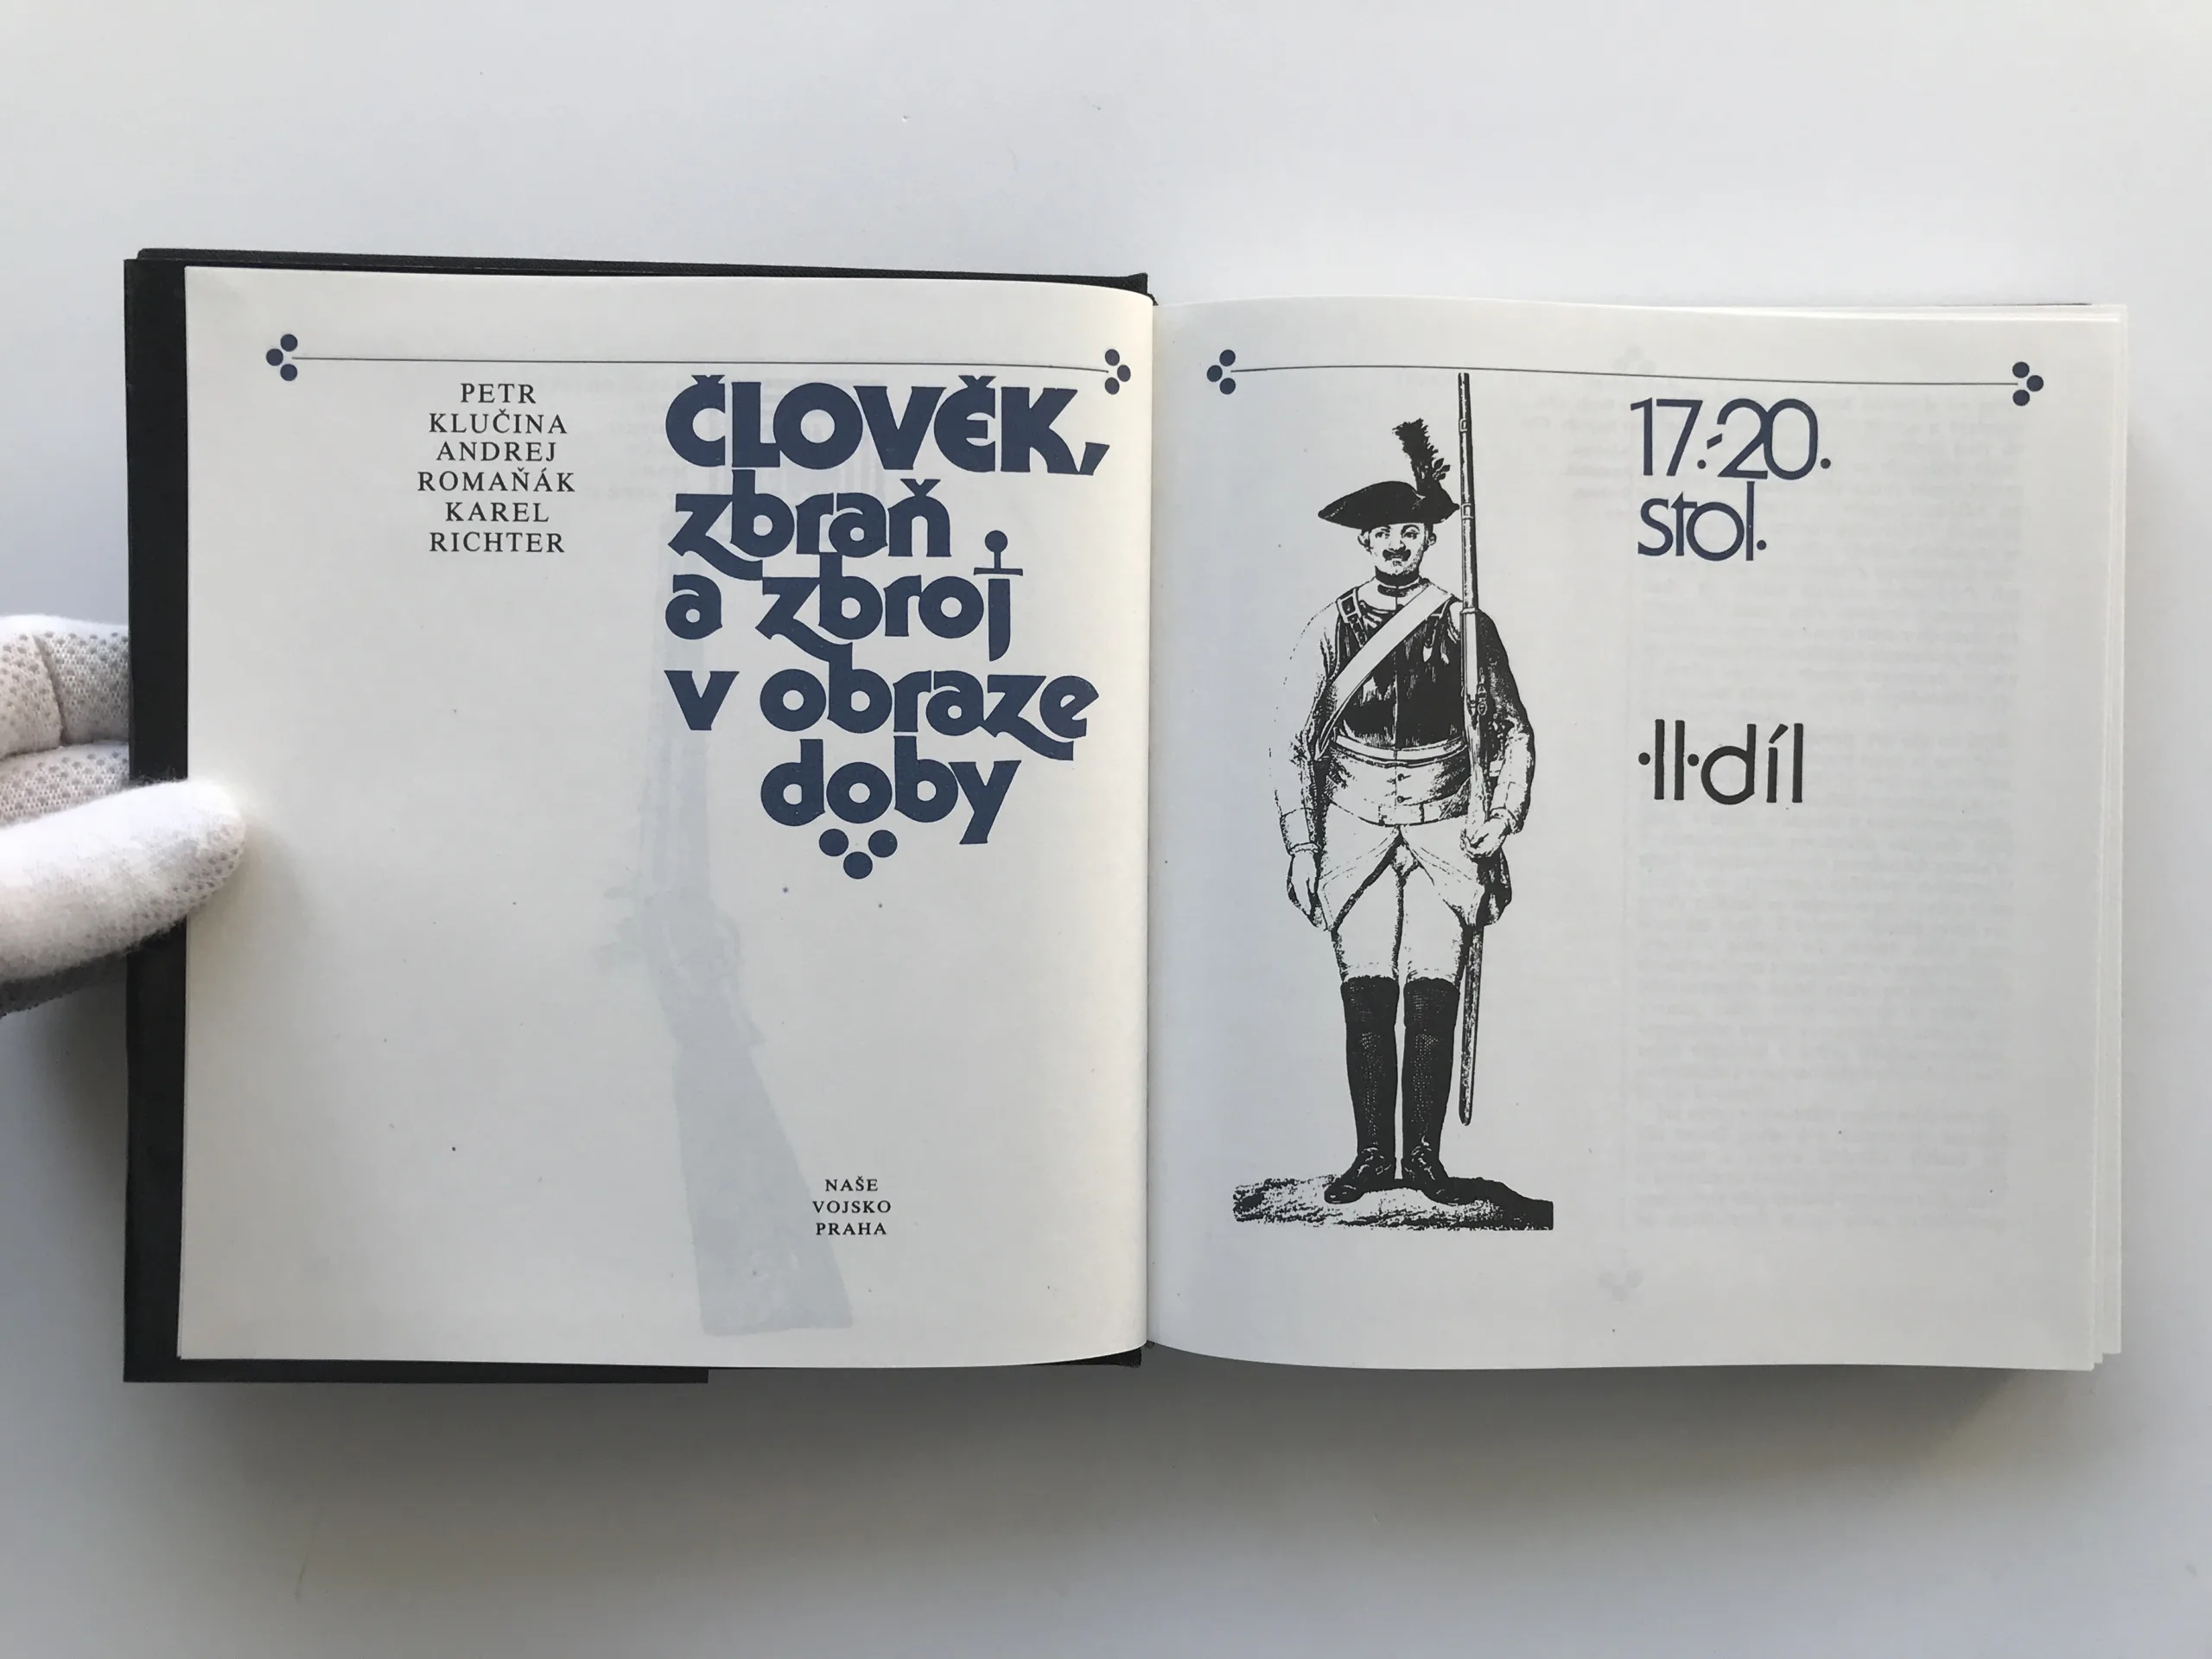 PETR
KLUČINA
ANDREJ
ROMAŇÁK
KAREL
RICHTER
ČLOVĚK,
zbraň
a zbroj
v obraze
doby
NAŠE
VOJSKO
PRAHA
17.-20.
stol.
·II·díl